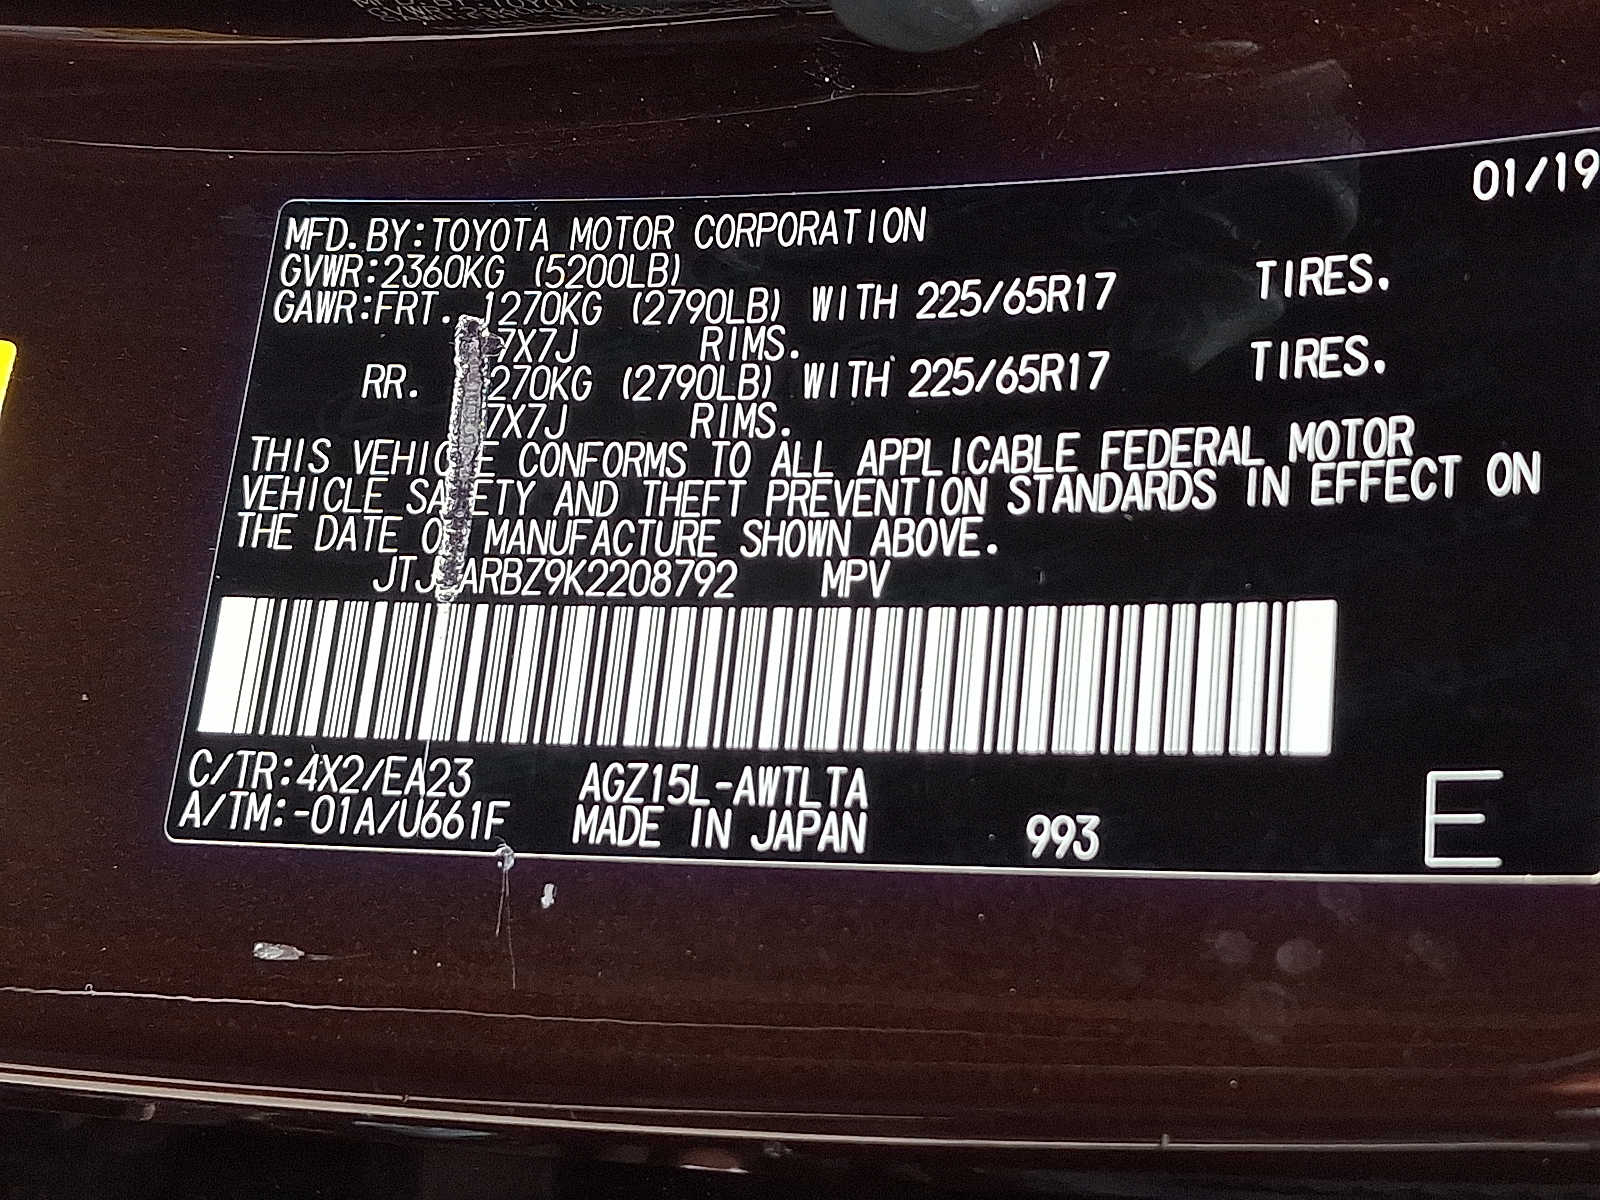 01/19
MFD.BY:TOYOTA MOTOR CORPORATION
GVWR:2360KG (5200LB)
GAWR:FRT. 1270KG (2790LB) WITH 225/65R17 TIRES.
7X7J RIMS.
RR. 270KG (2790LB) WITH 225/65R17 TIRES.
7X7J RIMS.
THIS VEHICLE CONFORMS TO ALL APPLICABLE FEDERAL MOTOR
VEHICLE SAFETY AND THEFT PREVENTION STANDARDS IN EFFECT ON
THE DATE OF MANUFACTURE SHOWN ABOVE.
MPV
C/TR:4X2/EA23 AGZ15L-AWTLTA
A/TM:-01A/U661F MADE IN JAPAN 993 E